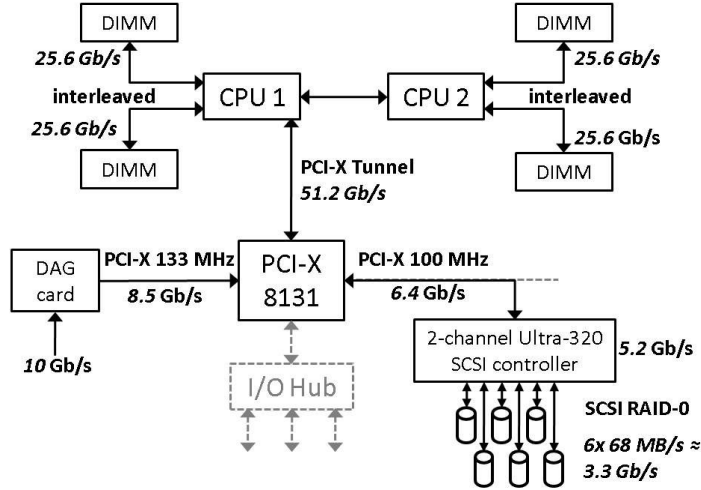 DIMM
DIMM
25.6 Gb/s
25.6 Gb/s
interleaved
CPU 1
CPU 2
interleaved
25.6 Gb/s
25.6 Gb/s
DIMM
DIMM
PCI-X Tunnel
51.2 Gb/s
PCI-X 133 MHz
PCI-X
8131
PCI-X 100 MHz
DAG
card
8.5 Gb/s
6.4 Gb/s
10 Gb/s
2-channel Ultra-320
SCSI controller
5.2 Gb/s
I/O Hub
SCSI RAID-0
6x 68 MB/s ≈
3.3 Gb/s